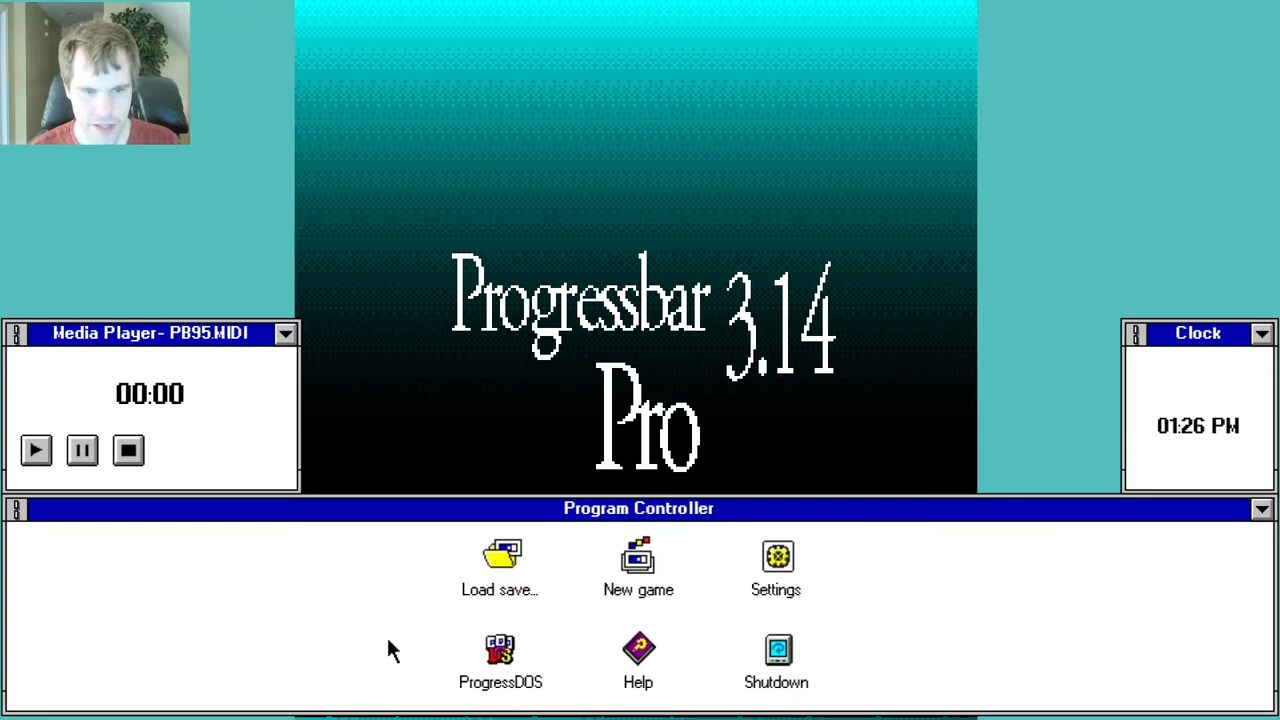 Progressbar 3.14
Pro
Media Player- PB95.MIDI
00:00
Clock
01:26 PM
Program Controller
Load save...
New game
Settings
ProgressDOS
Help
Shutdown